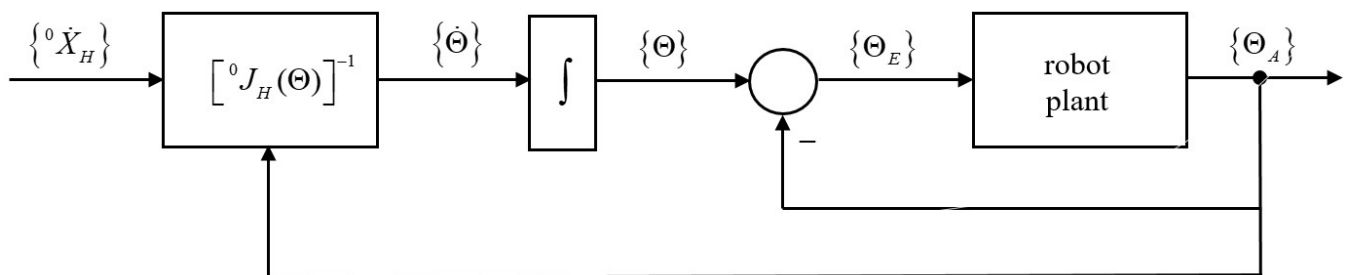 {⁰Ẋ_H}
[⁰J_H(Θ)]⁻¹
{Θ̇}
∫
{Θ}
−
{Θ_E}
robot
plant
{Θ_A}